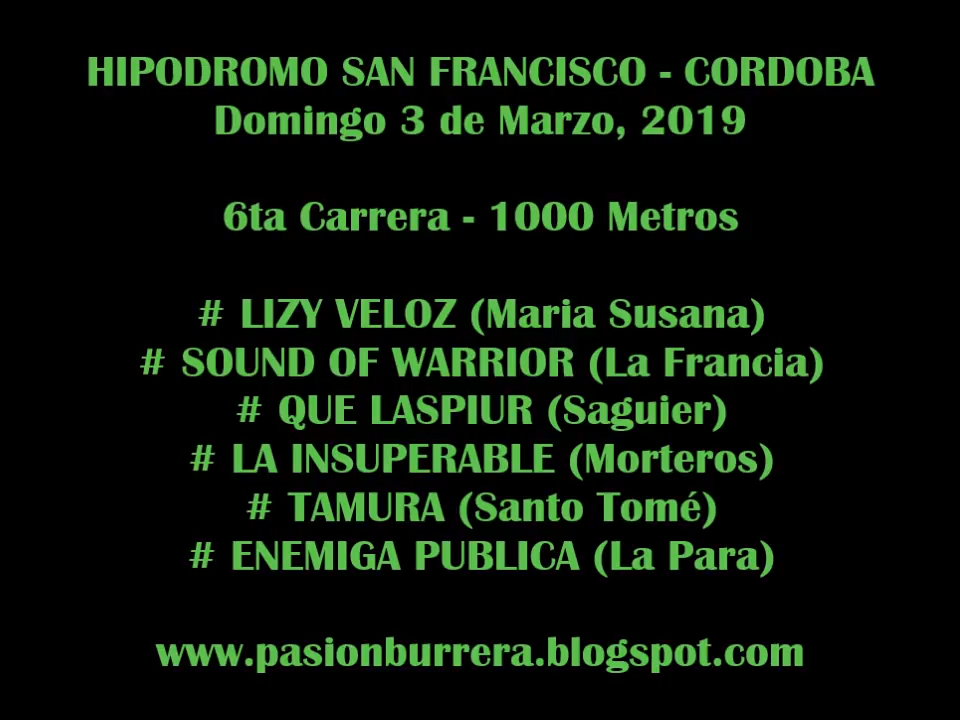 HIPODROMO SAN FRANCISCO - CORDOBA
Domingo 3 de Marzo, 2019
6ta Carrera - 1000 Metros
# LIZY VELOZ (Maria Susana)
# SOUND OF WARRIOR (La Francia)
# QUE LASPIUR (Saguier)
# LA INSUPERABLE (Morteros)
# TAMURA (Santo Tomé)
# ENEMIGA PUBLICA (La Para)
www.pasionburrera.blogspot.com